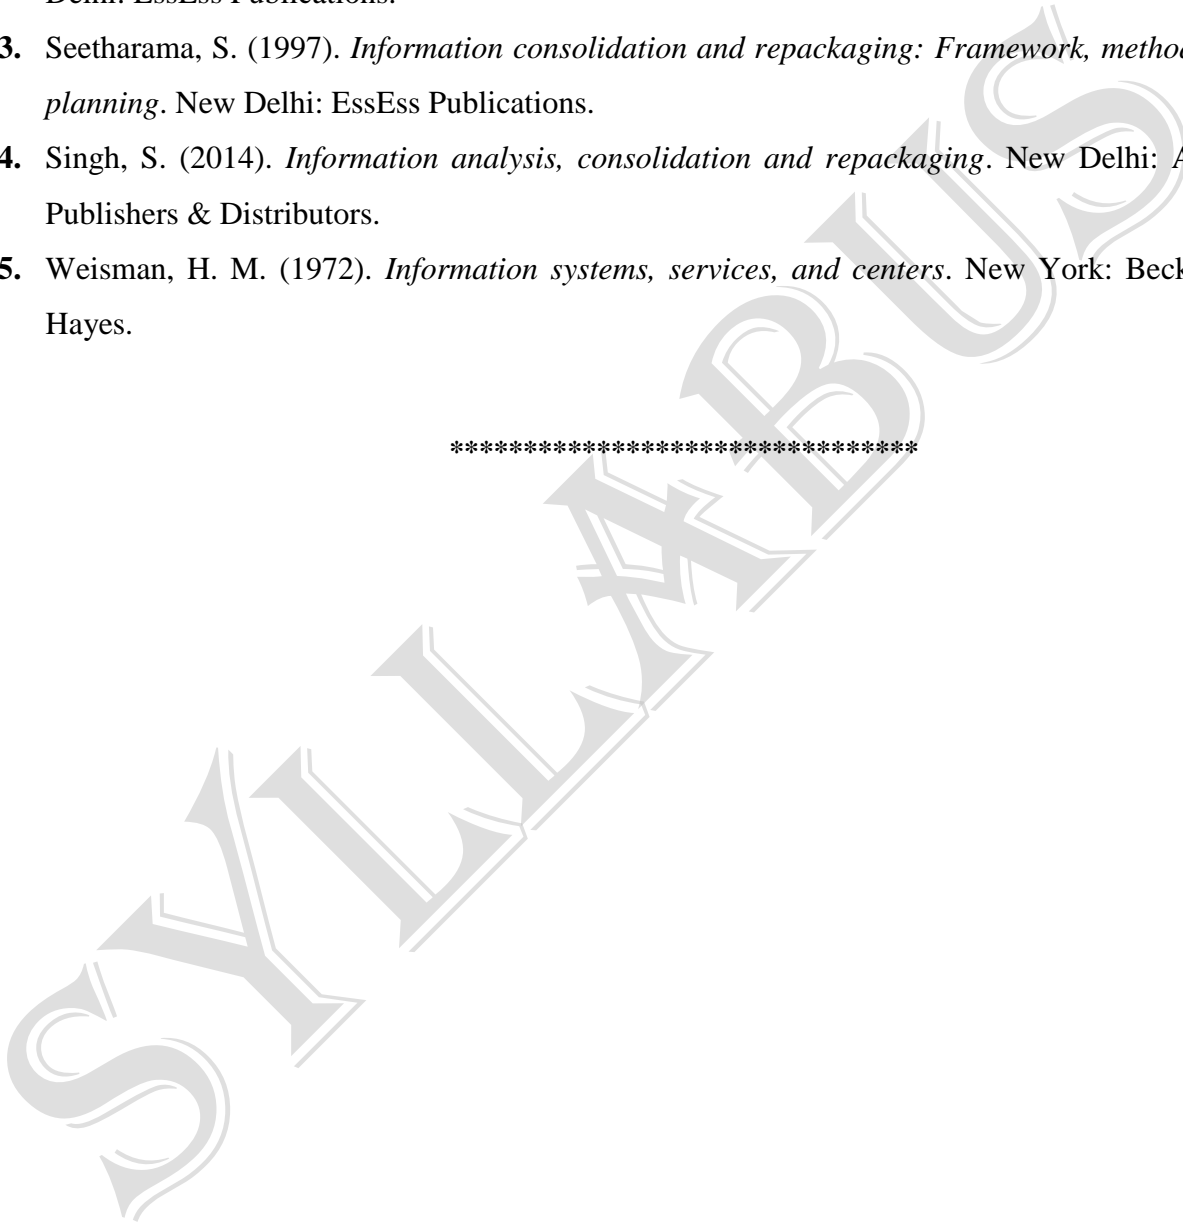 Delhi: EssEss Publications.
3. Seetharama, S. (1997). Information consolidation and repackaging: Framework, method
planning. New Delhi: EssEss Publications.
4. Singh, S. (2014). Information analysis, consolidation and repackaging. New Delhi: A
Publishers & Distributors.
5. Weisman, H. M. (1972). Information systems, services, and centers. New York: Beck
Hayes.
********************************
SYLLABUS